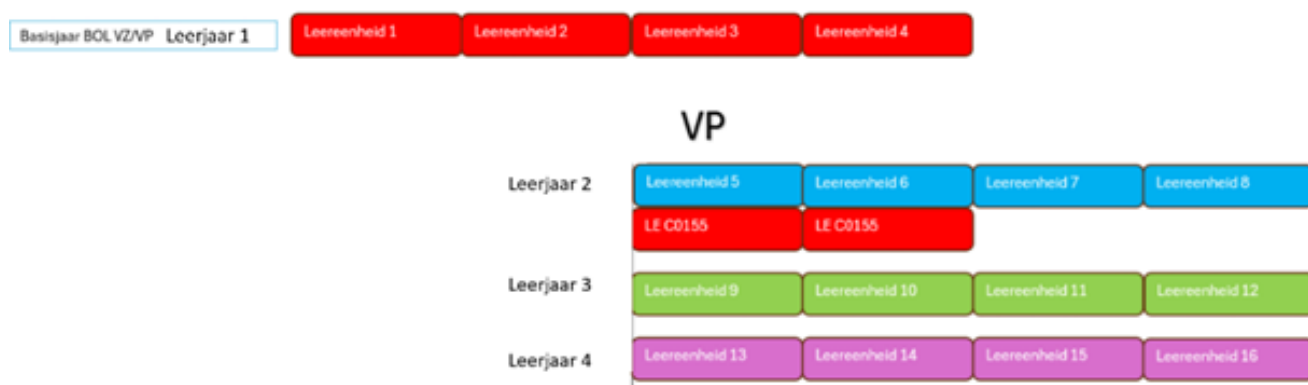 Basisjaar BOL VZ/VP Leerjaar 1 Leereenheid 1 Leereenheid 2 Leereenheid 3 Leereenheid 4
VP
Leerjaar 2 Leereenheid 5 Leereenheid 6 Leereenheid 7 Leereenheid 8
LE C0155 LE C0155
Leerjaar 3 Leereenheid 9 Leereenheid 10 Leereenheid 11 Leereenheid 12
Leerjaar 4 Leereenheid 13 Leereenheid 14 Leereenheid 15 Leereenheid 16